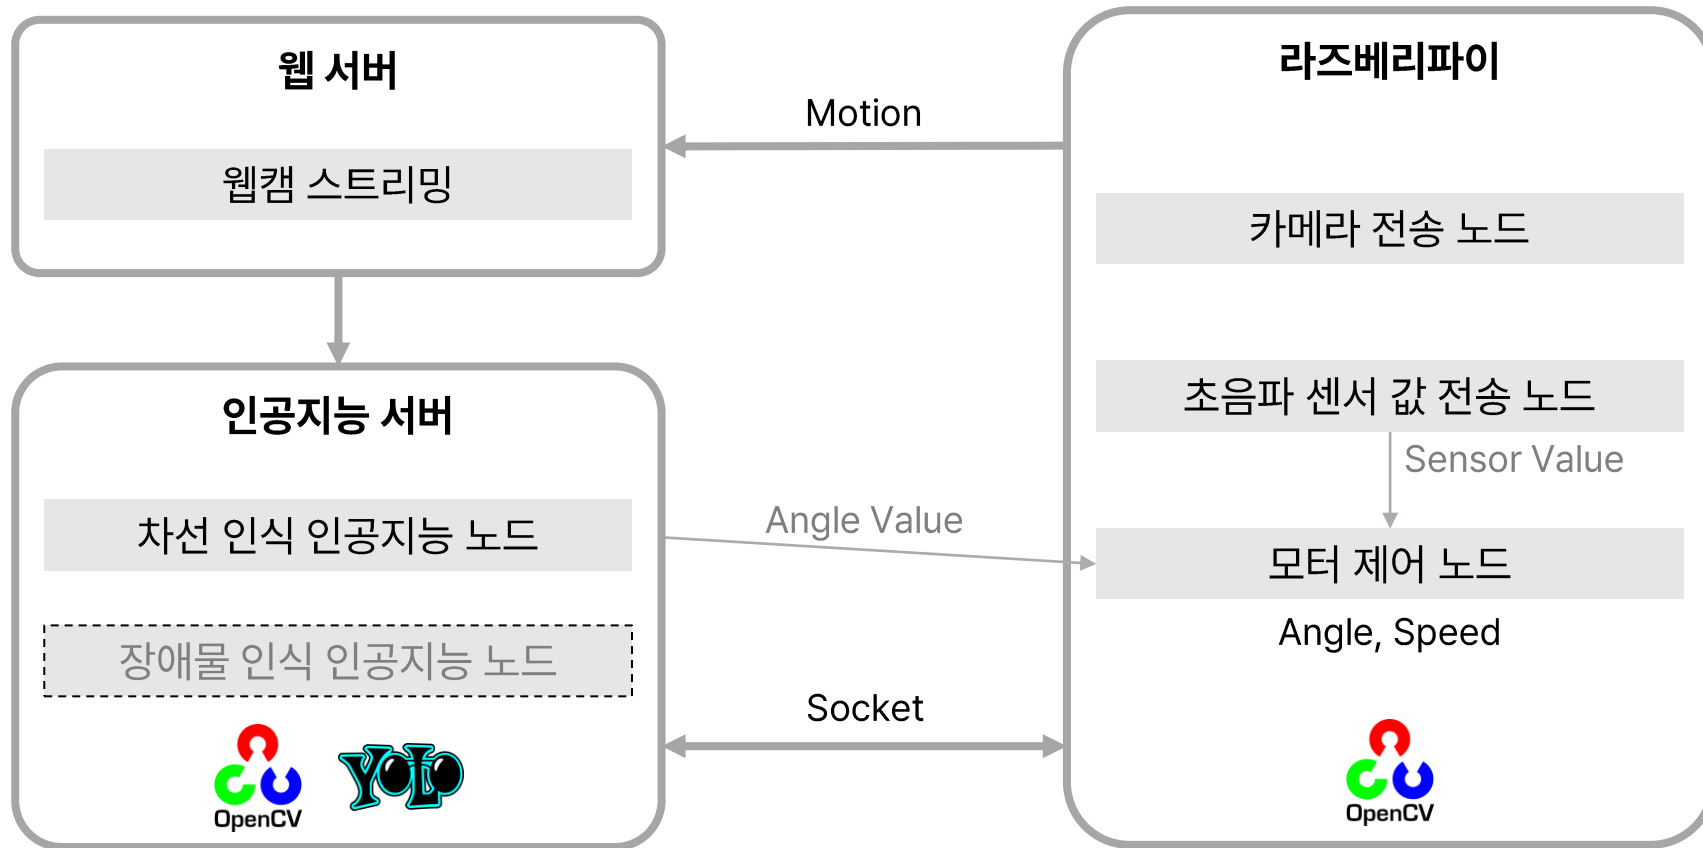 웹 서버
웹캠 스트리밍
Motion
라즈베리파이
카메라 전송 노드
초음파 센서 값 전송 노드
Sensor Value
모터 제어 노드
Angle, Speed
OpenCV
인공지능 서버
차선 인식 인공지능 노드
장애물 인식 인공지능 노드
OpenCV
YOLO
Angle Value
Socket